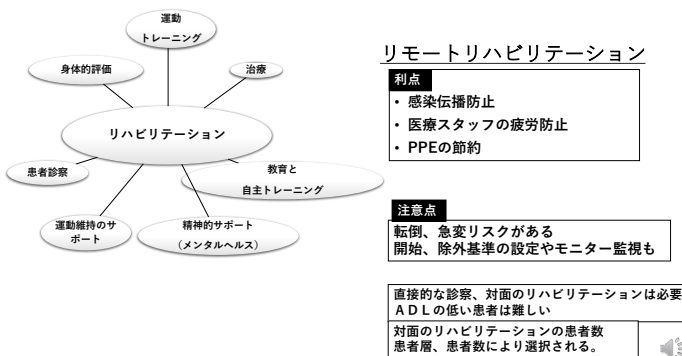 運動
トレーニング
身体的評価
治療
リハビリテーション
患者診察
教育と
自主トレーニング
運動維持のサ
ポート
精神的サポート
(メンタルヘルス)
リモートリハビリテーション
利点
• 感染伝播防止
• 医療スタッフの疲労防止
• PPEの節約
注意点
転倒、急変リスクがある
開始、除外基準の設定やモニター監視も
直接的な診察、対面のリハビリテーションは必要
ＡＤＬの低い患者は難しい
対面のリハビリテーションの患者数
患者層、患者数により選択される。